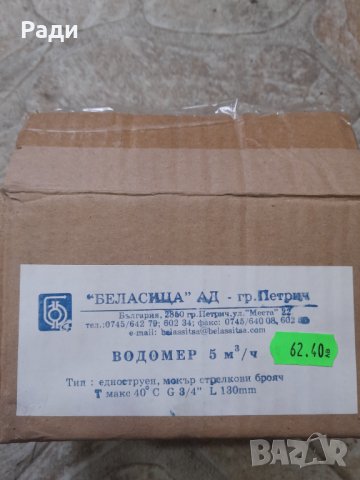 Ради
"БЕЛАСИЦА" АД - гр.Петрич
България, 2850 гр.Петрич,ул."Места" 27
тел.:0745/642 79; 602 34; факс: 0745/640 08, 602
e-mail: belassitsa@belassitsa.com
ВОДОМЕР 5 м³/ч
62.40
Тип : едноструен, мокър стрелкови брояч
Т макс 40°C G 3/4" L 130mm
BAZAR